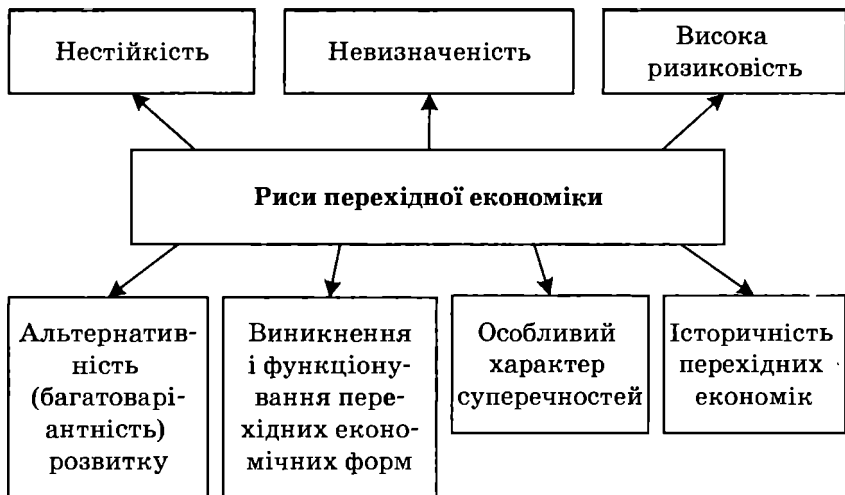 Нестійкість
Невизначеність
Висока
ризиковість
Риси перехідної економіки
Альтернатив-
ність
(багатоварі-
антність)
розвитку
Виникнення
і функціону-
вання пере-
хідних еконо-
мічних форм
Особливий
характер
суперечностей
Історичність
перехідних
економік